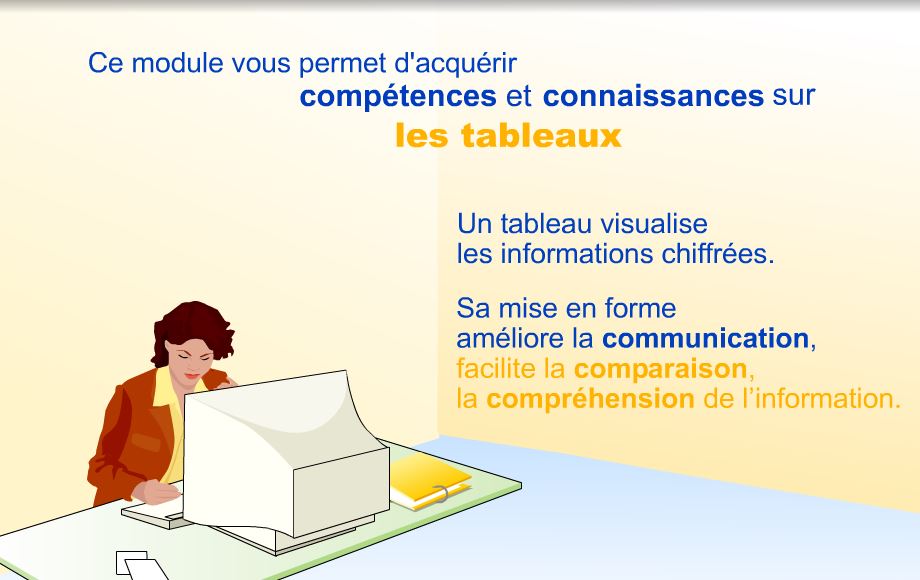 Ce module vous permet d'acquérir
compétences et connaissances sur
les tableaux
Un tableau visualise
les informations chiffrées.
Sa mise en forme
améliore la communication,
facilite la comparaison,
la compréhension de l’information.